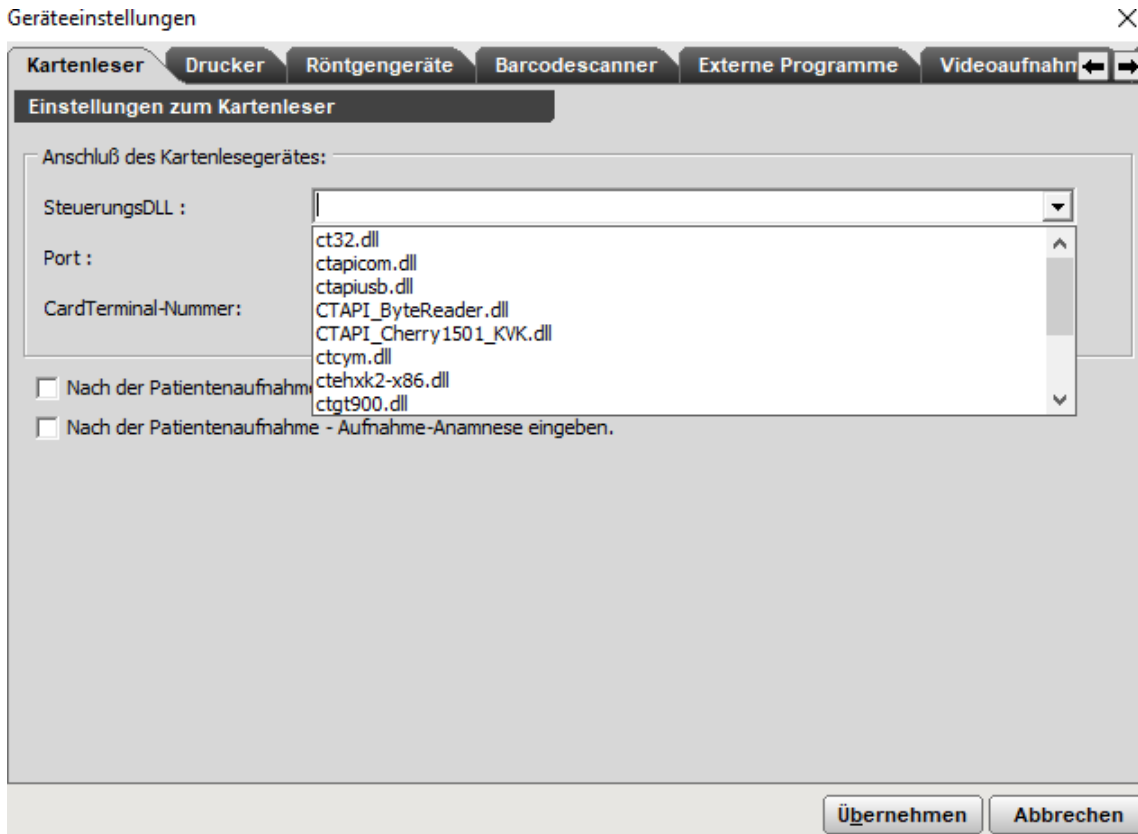 Geräteeinstellungen
Kartenleser Drucker Röntgengeräte Barcodescanner Externe Programme Videoaufnahm
Einstellungen zum Kartenleser
Anschluß des Kartenlesegerätes:
SteuerungsDLL :
ct32.dll
ctapicom.dll
Port :
ctapiusb.dll
CTAPI_ByteReader.dll
CardTerminal-Nummer:
CTAPI_Cherry1501_KVK.dll
ctcym.dll
ctehxk2-x86.dll
Nach der Patientenaufnahm
ctgt900.dll
Nach der Patientenaufnahme - Aufnahme-Anamnese eingeben.
Übernehmen Abbrechen